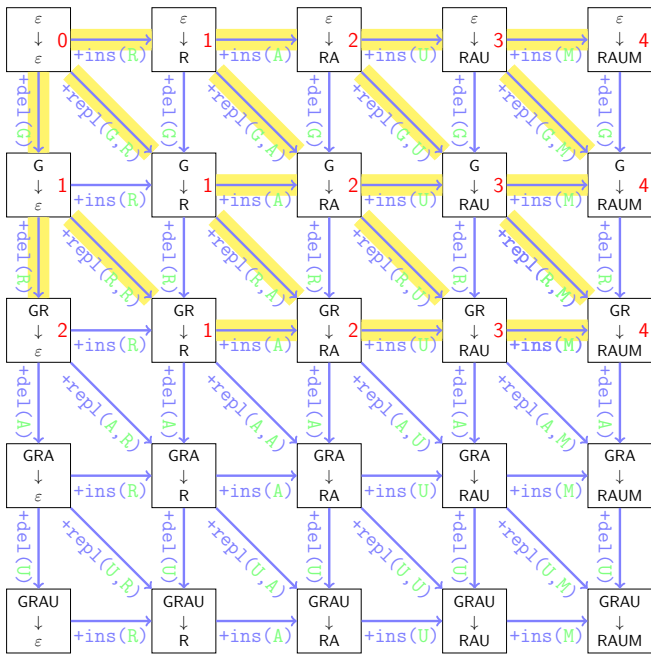 ε ↓ ε 0 +ins(R) ε ↓ R 1 +ins(A) ε ↓ RA 2 +ins(U) ε ↓ RAU 3 +ins(M) ε ↓ RAUM 4
+del(G) +repl(G,R) +del(G) +repl(G,A) +del(G) +repl(G,U) +del(G) +repl(G,M) +del(G)
G ↓ ε 1 +ins(R) G ↓ R 1 +ins(A) G ↓ RA 2 +ins(U) G ↓ RAU 3 +ins(M) G ↓ RAUM 4
+del(R) +repl(R,R) +del(R) +repl(R,A) +del(R) +repl(R,U) +del(R) +repl(R,M) +del(R)
GR ↓ ε 2 +ins(R) GR ↓ R 1 +ins(A) GR ↓ RA 2 +ins(U) GR ↓ RAU 3 +ins(M) GR ↓ RAUM 4
+del(A) +repl(A,R) +del(A) +repl(A,A) +del(A) +repl(A,U) +del(A) +repl(A,M) +del(A)
GRA ↓ ε +ins(R) GRA ↓ R +ins(A) GRA ↓ RA +ins(U) GRA ↓ RAU +ins(M) GRA ↓ RAUM
+del(U) +repl(U,R) +del(U) +repl(U,A) +del(U) +repl(U,U) +del(U) +repl(U,M) +del(U)
GRAU ↓ ε +ins(R) GRAU ↓ R +ins(A) GRAU ↓ RA +ins(U) GRAU ↓ RAU +ins(M) GRAU ↓ RAUM